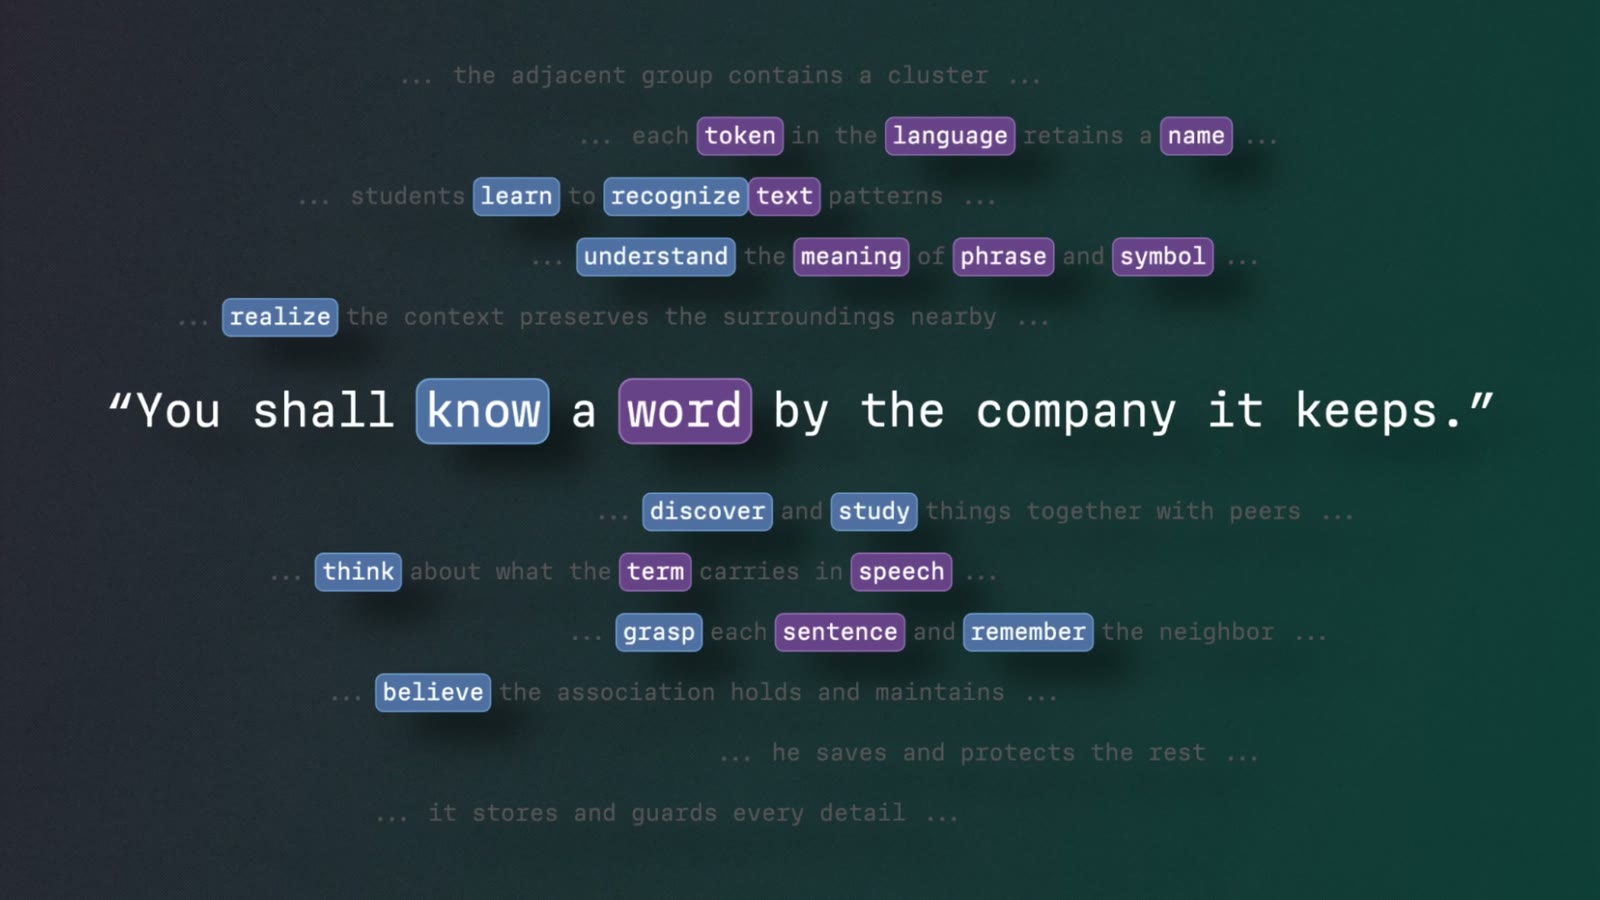 ... the adjacent group contains a cluster ...
... each token in the language retains a name ...
... students learn to recognize text patterns ...
... understand the meaning of phrase and symbol ...
... realize the context preserves the surroundings nearby ...
“You shall know a word by the company it keeps.”
... discover and study things together with peers ...
... think about what the term carries in speech ...
... grasp each sentence and remember the neighbor ...
... believe the association holds and maintains ...
... he saves and protects the rest ...
... it stores and guards every detail ...